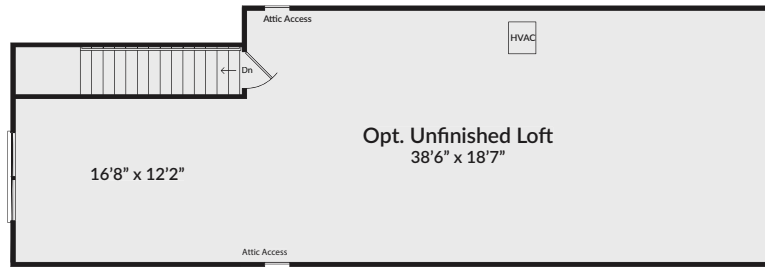 Attic Access
HVAC
Dn
Opt. Unfinished Loft
38’6” x 18’7”
16’8” x 12’2”
Attic Access